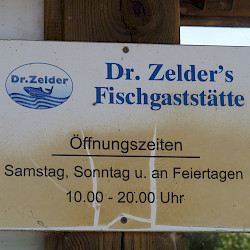 Dr. Zelder
Dr. Zelder's
Fischgaststätte
Öffnungszeiten
Samstag, Sonntag u. an Feiertagen
10.00 - 20.00 Uhr